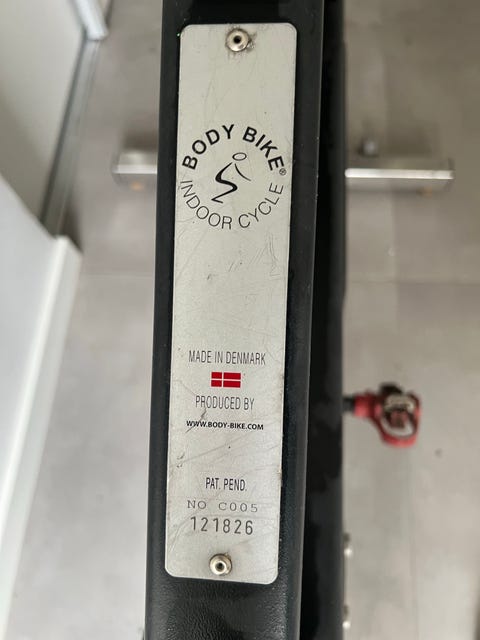 BODY BIKE®
INDOOR CYCLE
MADE IN DENMARK
PRODUCED BY
WWW.BODY-BIKE.COM
PAT. PEND.
NO C005
121826